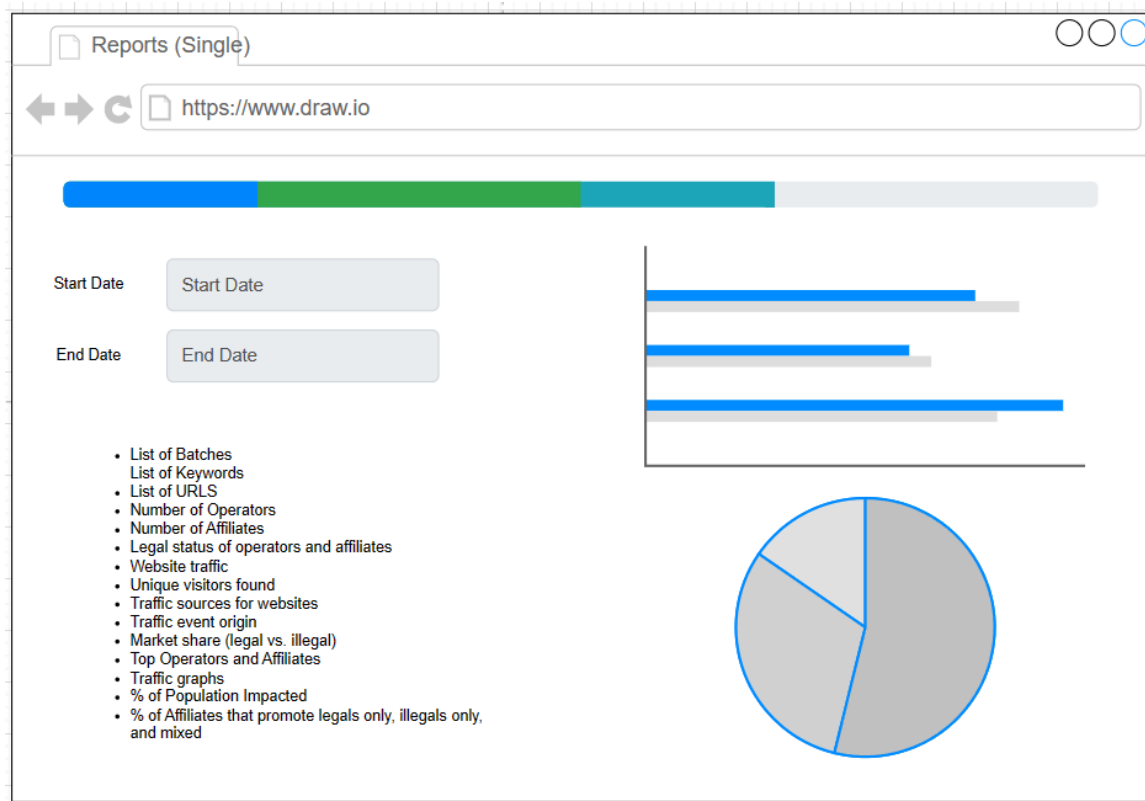 Reports (Single)
https://www.draw.io
Start Date
Start Date
End Date
End Date
• List of Batches
List of Keywords
• List of URLS
• Number of Operators
• Number of Affiliates
• Legal status of operators and affiliates
• Website traffic
• Unique visitors found
• Traffic sources for websites
• Traffic event origin
• Market share (legal vs. illegal)
• Top Operators and Affiliates
• Traffic graphs
• % of Population Impacted
• % of Affiliates that promote legals only, illegals only,
and mixed